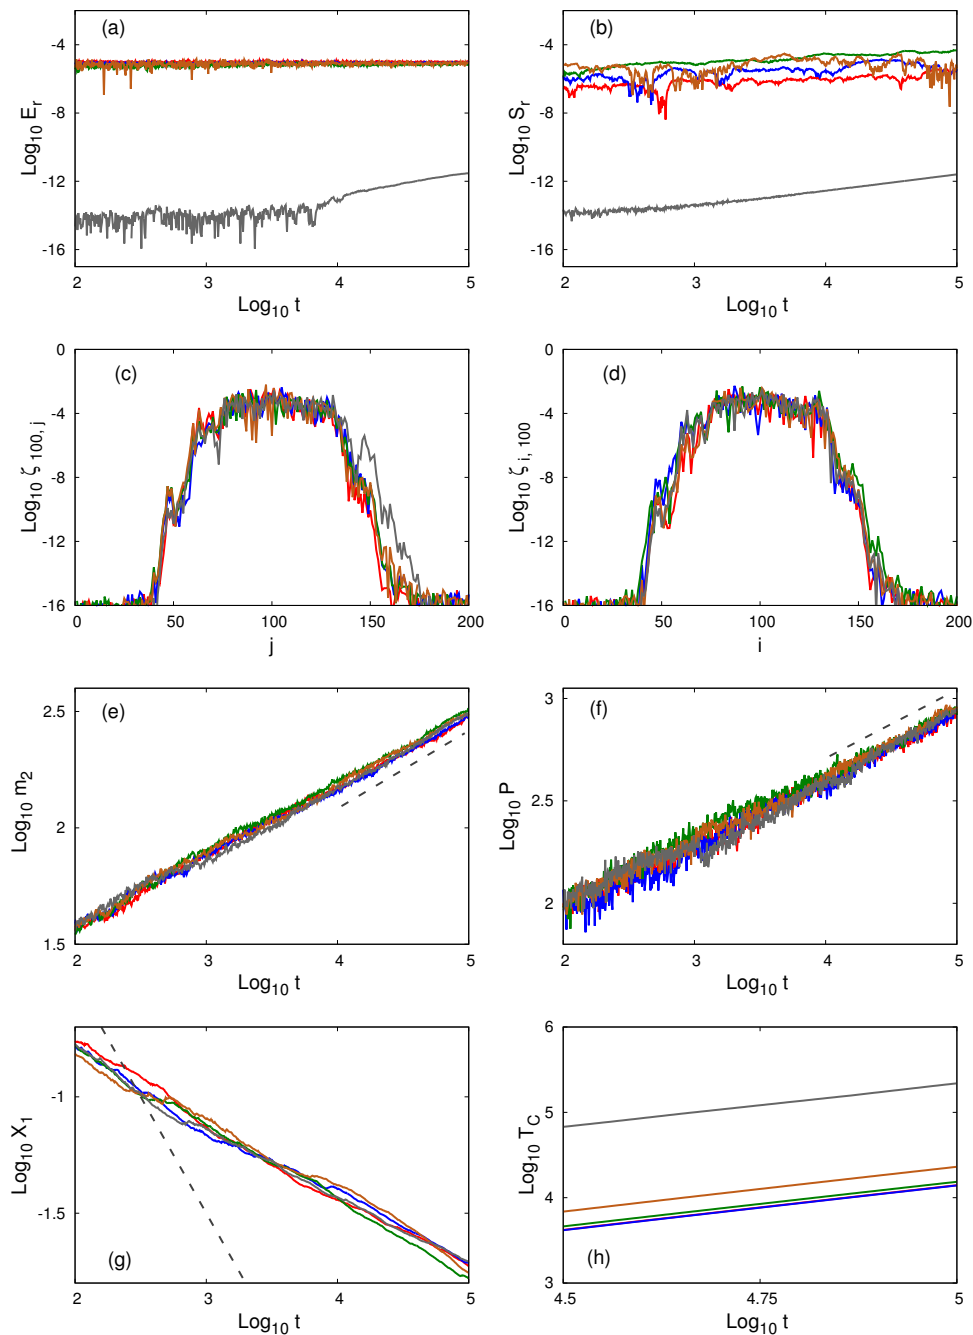 (a)
Log10 Er
-4
-8
-12
-16
2
3
4
5
Log10 t
(b)
Log10 Sr
-4
-8
-12
-16
2
3
4
5
Log10 t
(c)
Log10 ζ100, j
0
-4
-8
-12
-16
0
50
100
150
200
j
(d)
Log10 ζi, 100
0
-4
-8
-12
-16
0
50
100
150
200
i
(e)
Log10 m2
2.5
2
1.5
2
3
4
5
Log10 t
(f)
Log10 P
3
2.5
2
2
3
4
5
Log10 t
(g)
Log10 X1
-1
-1.5
2
3
4
5
Log10 t
(h)
Log10 TC
6
5
4
3
4.5
4.75
5
Log10 t